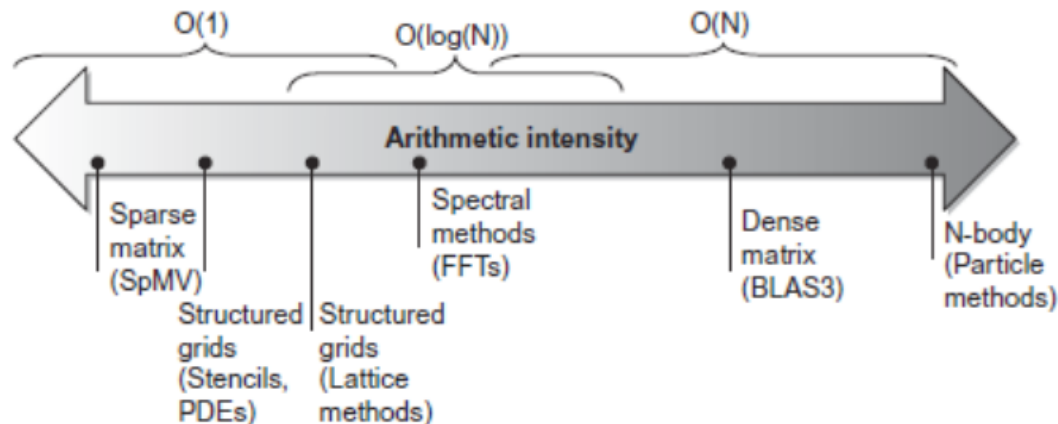 O(1)
O(log(N))
O(N)
Arithmetic intensity
Sparse
matrix
(SpMV)
Structured
grids
(Stencils,
PDEs)
Structured
grids
(Lattice
methods)
Spectral
methods
(FFTs)
Dense
matrix
(BLAS3)
N-body
(Particle
methods)